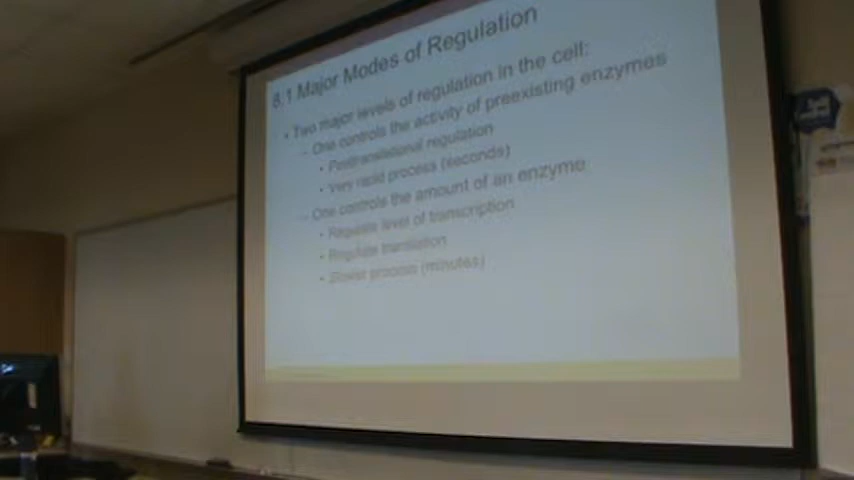 8.1 Major Modes of Regulation
• Two major levels of regulation in the cell:
– One controls the activity of preexisting enzymes
• Posttranslational regulation
• Very rapid process (seconds)
– One controls the amount of an enzyme
• Regulate level of transcription
• Regulate translation
• Slower process (minutes)